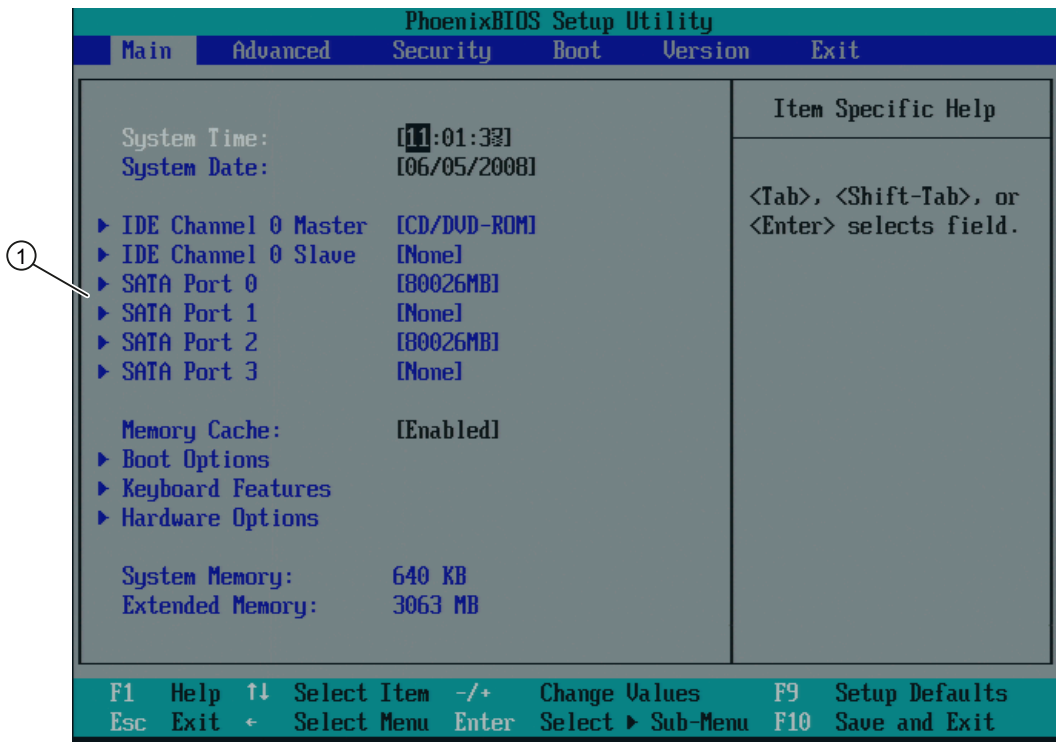 PhoenixBIOS Setup Utility
Main Advanced Security Boot Version Exit
Item Specific Help
System Time: [11:01:3]
System Date: [06/05/2008]
<Tab>, <Shift-Tab>, or
<Enter> selects field.
▶ IDE Channel 0 Master [CD/DVD-ROM]
▶ IDE Channel 0 Slave [None]
1
▶ SATA Port 0 [80026MB]
▶ SATA Port 1 [None]
▶ SATA Port 2 [80026MB]
▶ SATA Port 3 [None]
Memory Cache: [Enabled]
▶ Boot Options
▶ Keyboard Features
▶ Hardware Options
System Memory: 640 KB
Extended Memory: 3063 MB
F1 Help ↑↓ Select Item -/+ Change Values F9 Setup Defaults
Esc Exit ← Select Menu Enter Select ▶ Sub-Menu F10 Save and Exit